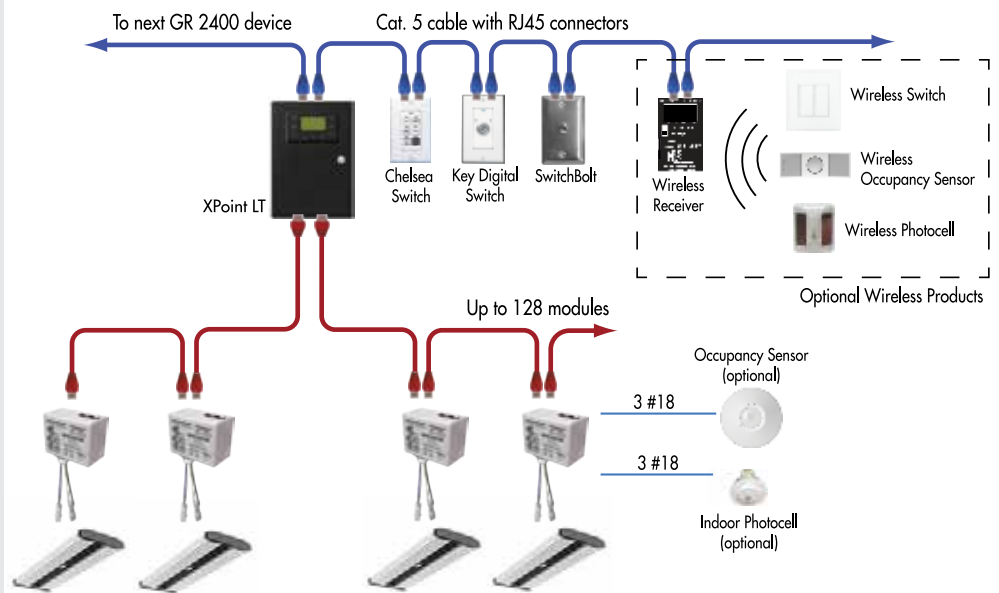 To next GR 2400 device
Cat. 5 cable with RJ45 connectors
XPoint LT
Chelsea
Switch
Key Digital
Switch
SwitchBolt
Wireless
Receiver
Wireless Switch
Wireless
Occupancy Sensor
Wireless Photocell
Optional Wireless Products
Up to 128 modules
Occupancy Sensor
(optional)
3 #18
3 #18
Indoor Photocell
(optional)